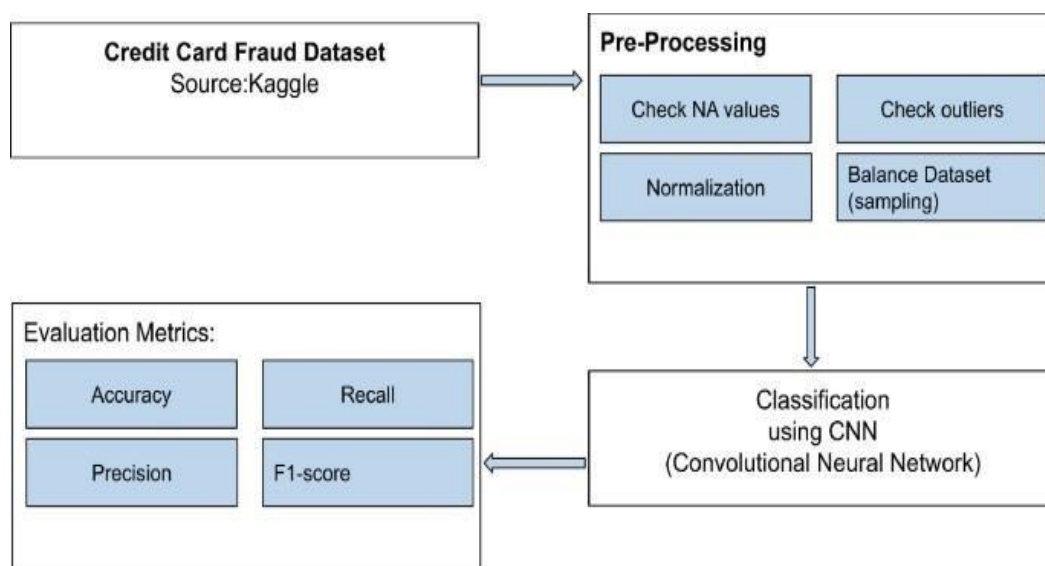 Credit Card Fraud Dataset
Source:Kaggle
Pre-Processing
Check NA values
Check outliers
Normalization
Balance Dataset
(sampling)
Classification
using CNN
(Convolutional Neural Network)
Evaluation Metrics:
Accuracy
Recall
Precision
F1-score